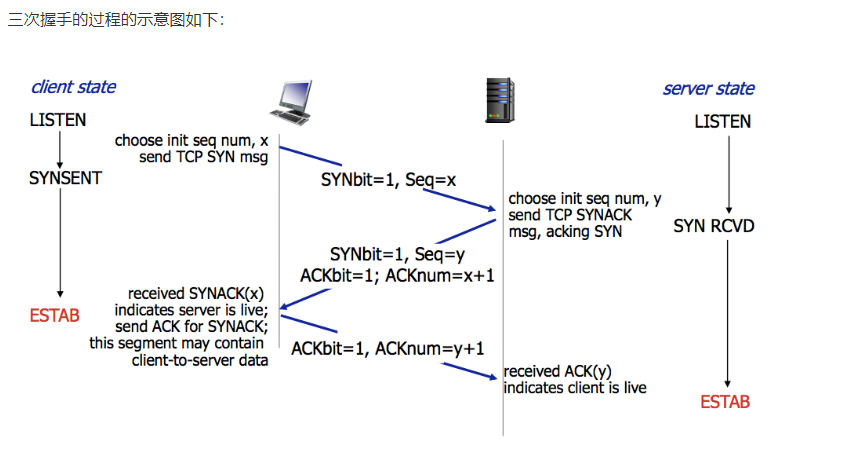 三次握手的过程的示意图如下：
client state
server state
LISTEN
LISTEN
choose init seq num, x
send TCP SYN msg
SYNSENT
SYNbit=1, Seq=x
choose init seq num, y
send TCP SYNACK
msg, acking SYN
SYN RCVD
SYNbit=1, Seq=y
ACKbit=1; ACKnum=x+1
received SYNACK(x)
indicates server is live;
send ACK for SYNACK;
this segment may contain
client-to-server data
ESTAB
ACKbit=1, ACKnum=y+1
received ACK(y)
indicates client is live
ESTAB